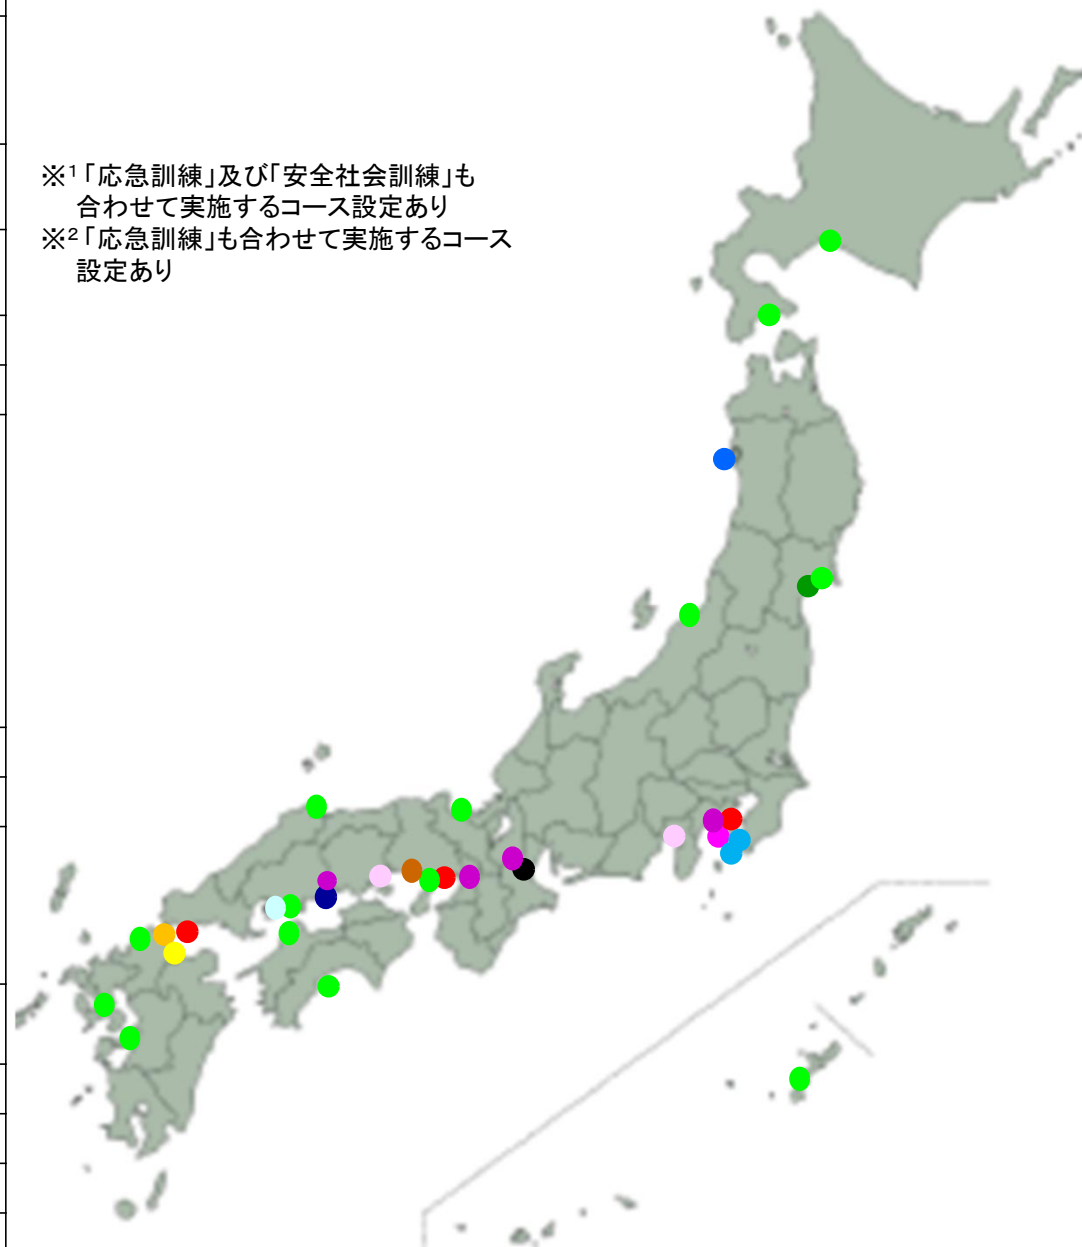 ※¹「応急訓練」及び「安全社会訓練」も
合わせて実施するコース設定あり
※²「応急訓練」も合わせて実施するコース
設定あり